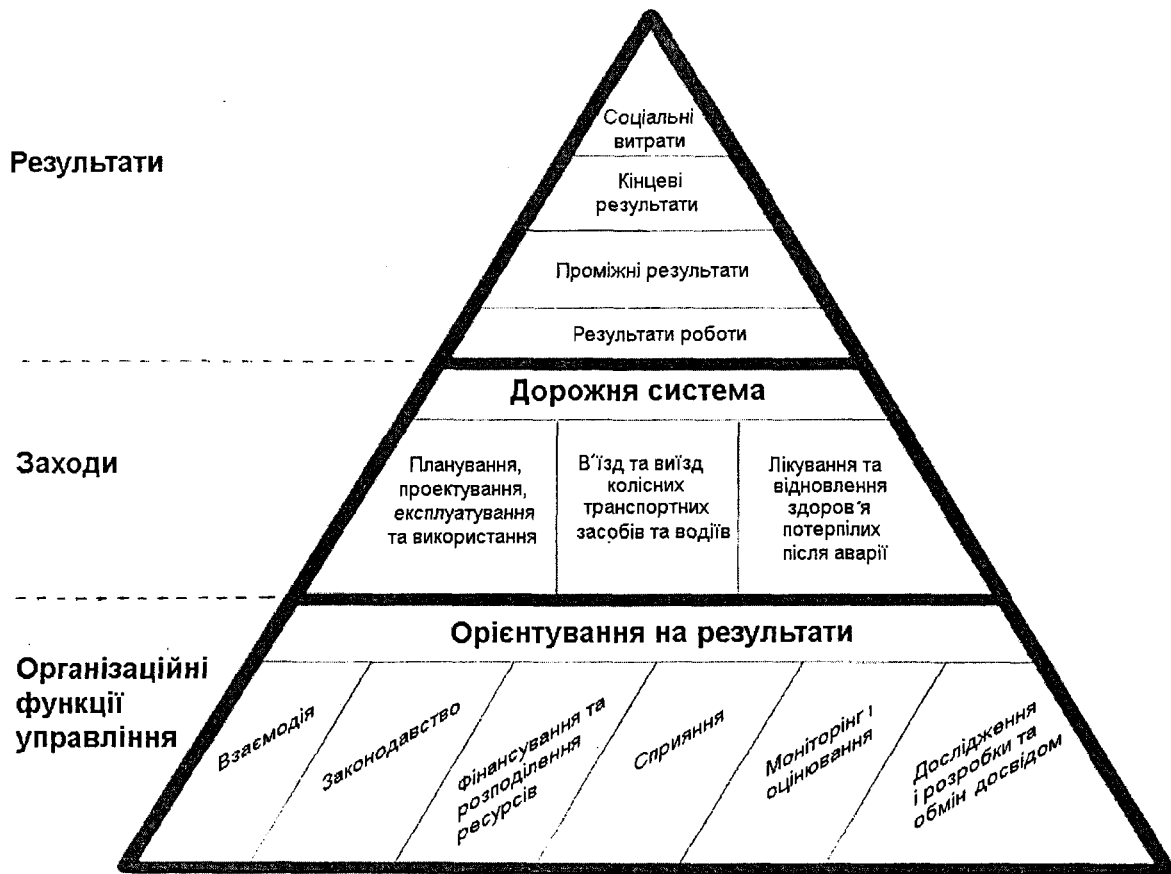 Соціальні
витрати
Результати
Кінцеві
результати
Проміжні результати
Результати роботи
Дорожня система
Заходи
Планування,
проектування,
експлуатування
та використання
В´їзд та виїзд
колісних
транспортних
засобів та водіїв
Лікування та
відновлення
здоров´я
потерпілих
після аварії
Орієнтування на результати
Організаційні
функції
управління
Взаємодія
Законодавство
Фінансування та
розподілення
ресурсів
Сприяння
Моніторінг і
оцінювання
Дослідження
і розробки та
обмін досвідом